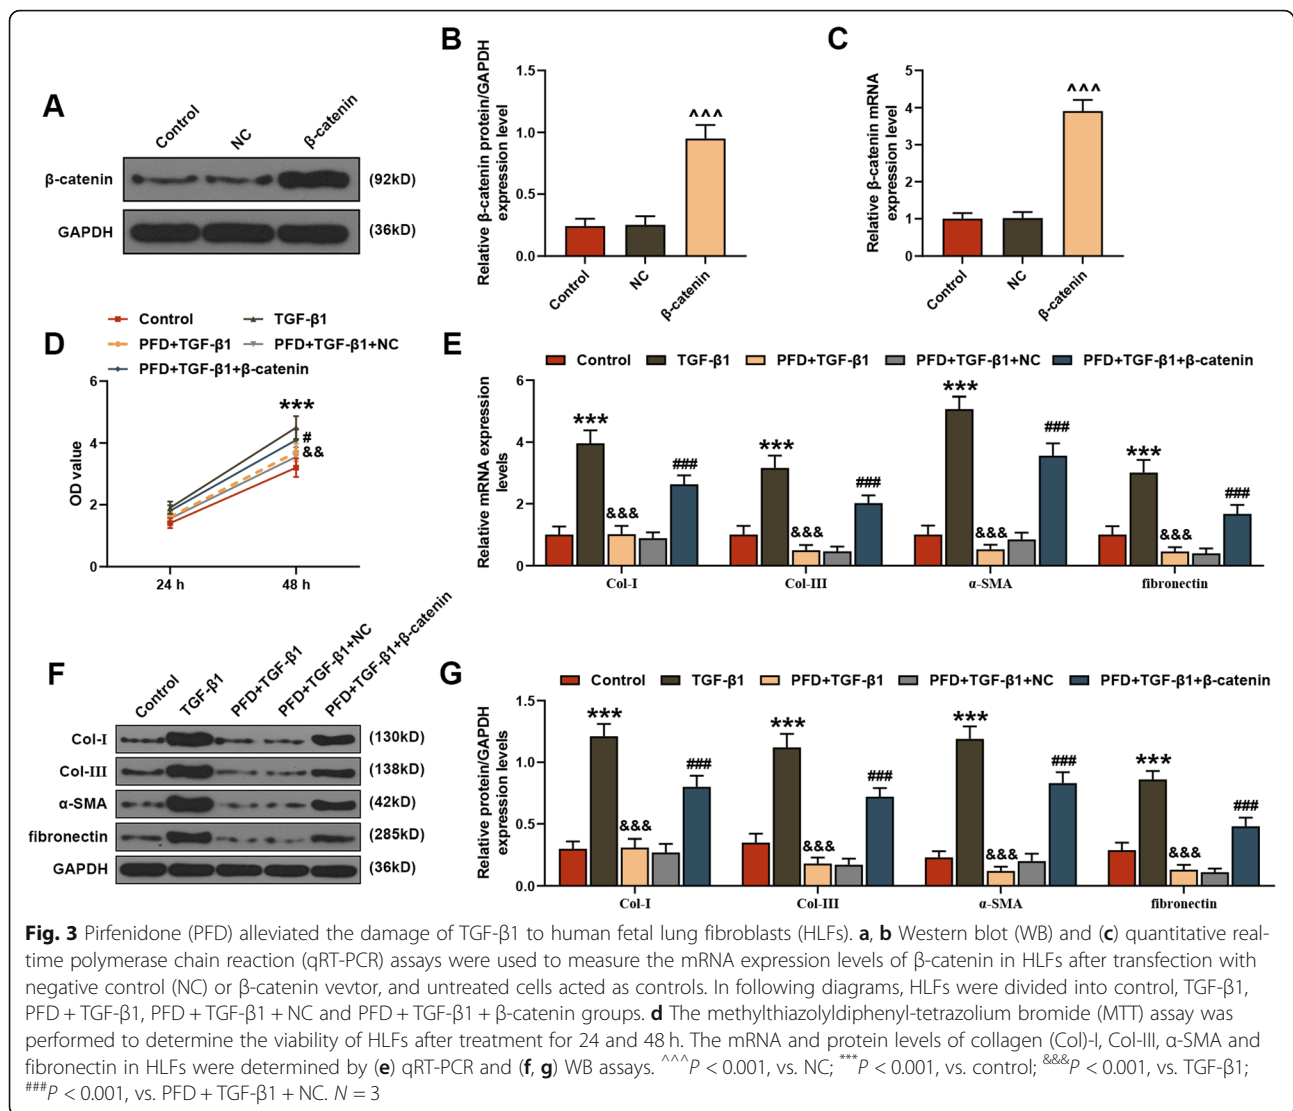 A
Control
NC
β-catenin
β-catenin
(92kD)
GAPDH
(36kD)
B
Relative β-catenin protein/GAPDH
expression level
1.5
1.0
0.5
0.0
^^^
Control
NC
β-catenin
C
Relative β-catenin mRNA
expression level
5
4
3
2
1
0
^^^
Control
NC
β-catenin
D
Control
TGF-β1
PFD+TGF-β1
PFD+TGF-β1+NC
PFD+TGF-β1+β-catenin
OD value
6
4
2
0
***
#
&&
24 h
48 h
E
Control
TGF-β1
PFD+TGF-β1
PFD+TGF-β1+NC
PFD+TGF-β1+β-catenin
Relative mRNA expression
levels
6
4
2
0
***
&&&
###
***
&&&
###
***
&&&
###
***
&&&
###
Col-I
Col-III
α-SMA
fibronectin
F
Control
TGF-β1
PFD+TGF-β1
PFD+TGF-β1+NC
PFD+TGF-β1+β-catenin
Col-I
(130kD)
Col-III
(138kD)
α-SMA
(42kD)
fibronectin
(285kD)
GAPDH
(36kD)
G
Control
TGF-β1
PFD+TGF-β1
PFD+TGF-β1+NC
PFD+TGF-β1+β-catenin
Relative protein/GAPDH
expression levels
1.5
1.0
0.5
0.0
***
&&&
###
***
&&&
###
***
&&&
###
***
&&&
###
Col-I
Col-III
α-SMA
fibronectin
Fig. 3 Pirfenidone (PFD) alleviated the damage of TGF-β1 to human fetal lung fibroblasts (HLFs). a, b Western blot (WB) and (c) quantitative real-
time polymerase chain reaction (qRT-PCR) assays were used to measure the mRNA expression levels of β-catenin in HLFs after transfection with
negative control (NC) or β-catenin vevtor, and untreated cells acted as controls. In following diagrams, HLFs were divided into control, TGF-β1,
PFD + TGF-β1, PFD + TGF-β1 + NC and PFD + TGF-β1 + β-catenin groups. d The methylthiazolyldiphenyl-tetrazolium bromide (MTT) assay was
performed to determine the viability of HLFs after treatment for 24 and 48 h. The mRNA and protein levels of collagen (Col)-I, Col-III, α-SMA and
fibronectin in HLFs were determined by (e) qRT-PCR and (f, g) WB assays. ^^^P < 0.001, vs. NC; ***P < 0.001, vs. control; &&&P < 0.001, vs. TGF-β1;
###P < 0.001, vs. PFD + TGF-β1 + NC. N = 3